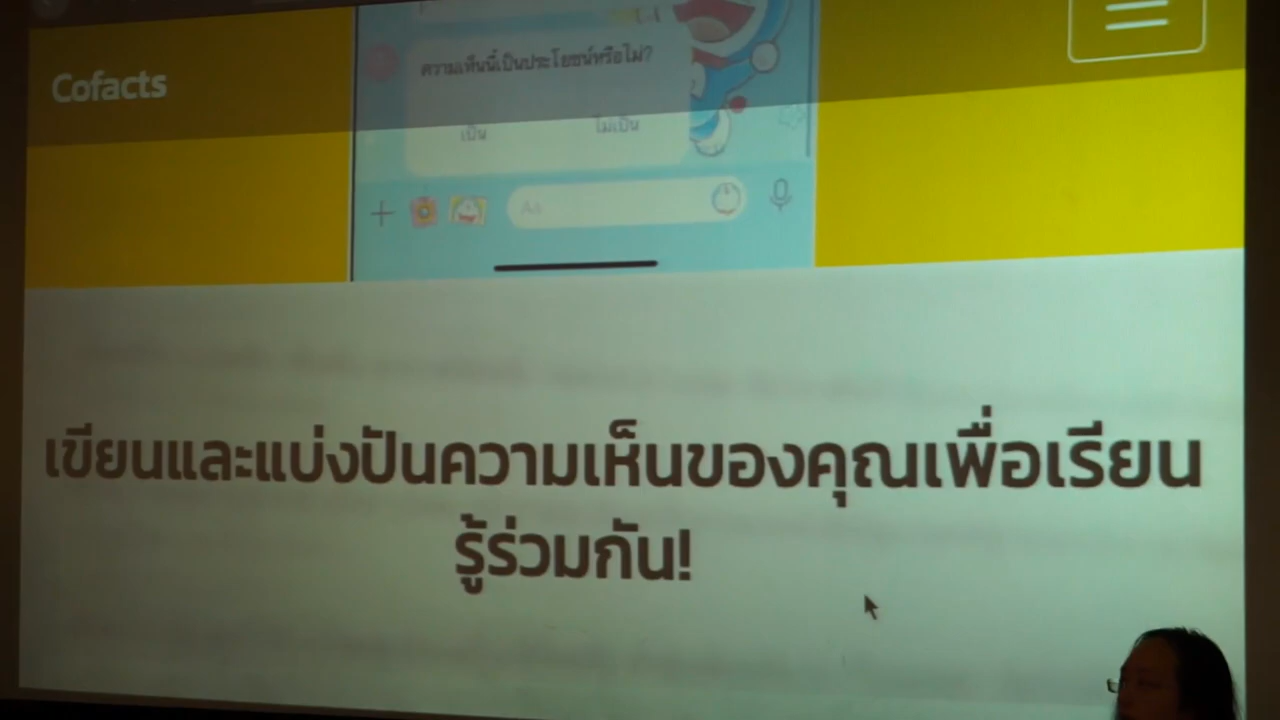 Cofacts
ความเห็นนี้เป็นประโยชน์หรือไม่?
เป็น
ไม่เป็น
Aa
เขียนและแบ่งปันความเห็นของคุณเพื่อเรียน
รู้ร่วมกัน!